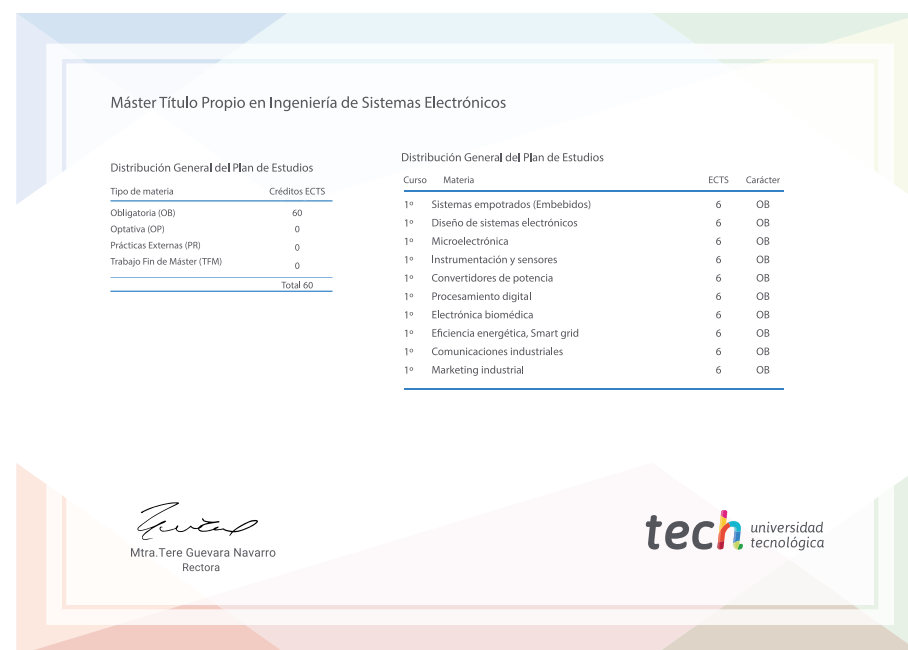 Máster Título Propio en Ingeniería de Sistemas Electrónicos
Distribución General del Plan de Estudios
Tipo de materia Créditos ECTS
Obligatoria (OB) 60
Optativa (OP) 0
Prácticas Externas (PR) 0
Trabajo Fin de Máster (TFM) 0
Total 60
Distribución General del Plan de Estudios
Curso Materia ECTS Carácter
1º Sistemas empotrados (Embebidos) 6 OB
1º Diseño de sistemas electrónicos 6 OB
1º Microelectrónica 6 OB
1º Instrumentación y sensores 6 OB
1º Convertidores de potencia 6 OB
1º Procesamiento digital 6 OB
1º Electrónica biomédica 6 OB
1º Eficiencia energética, Smart grid 6 OB
1º Comunicaciones industriales 6 OB
1º Marketing industrial 6 OB
Mtra.Tere Guevara Navarro
Rectora
tech universidad
tecnológica